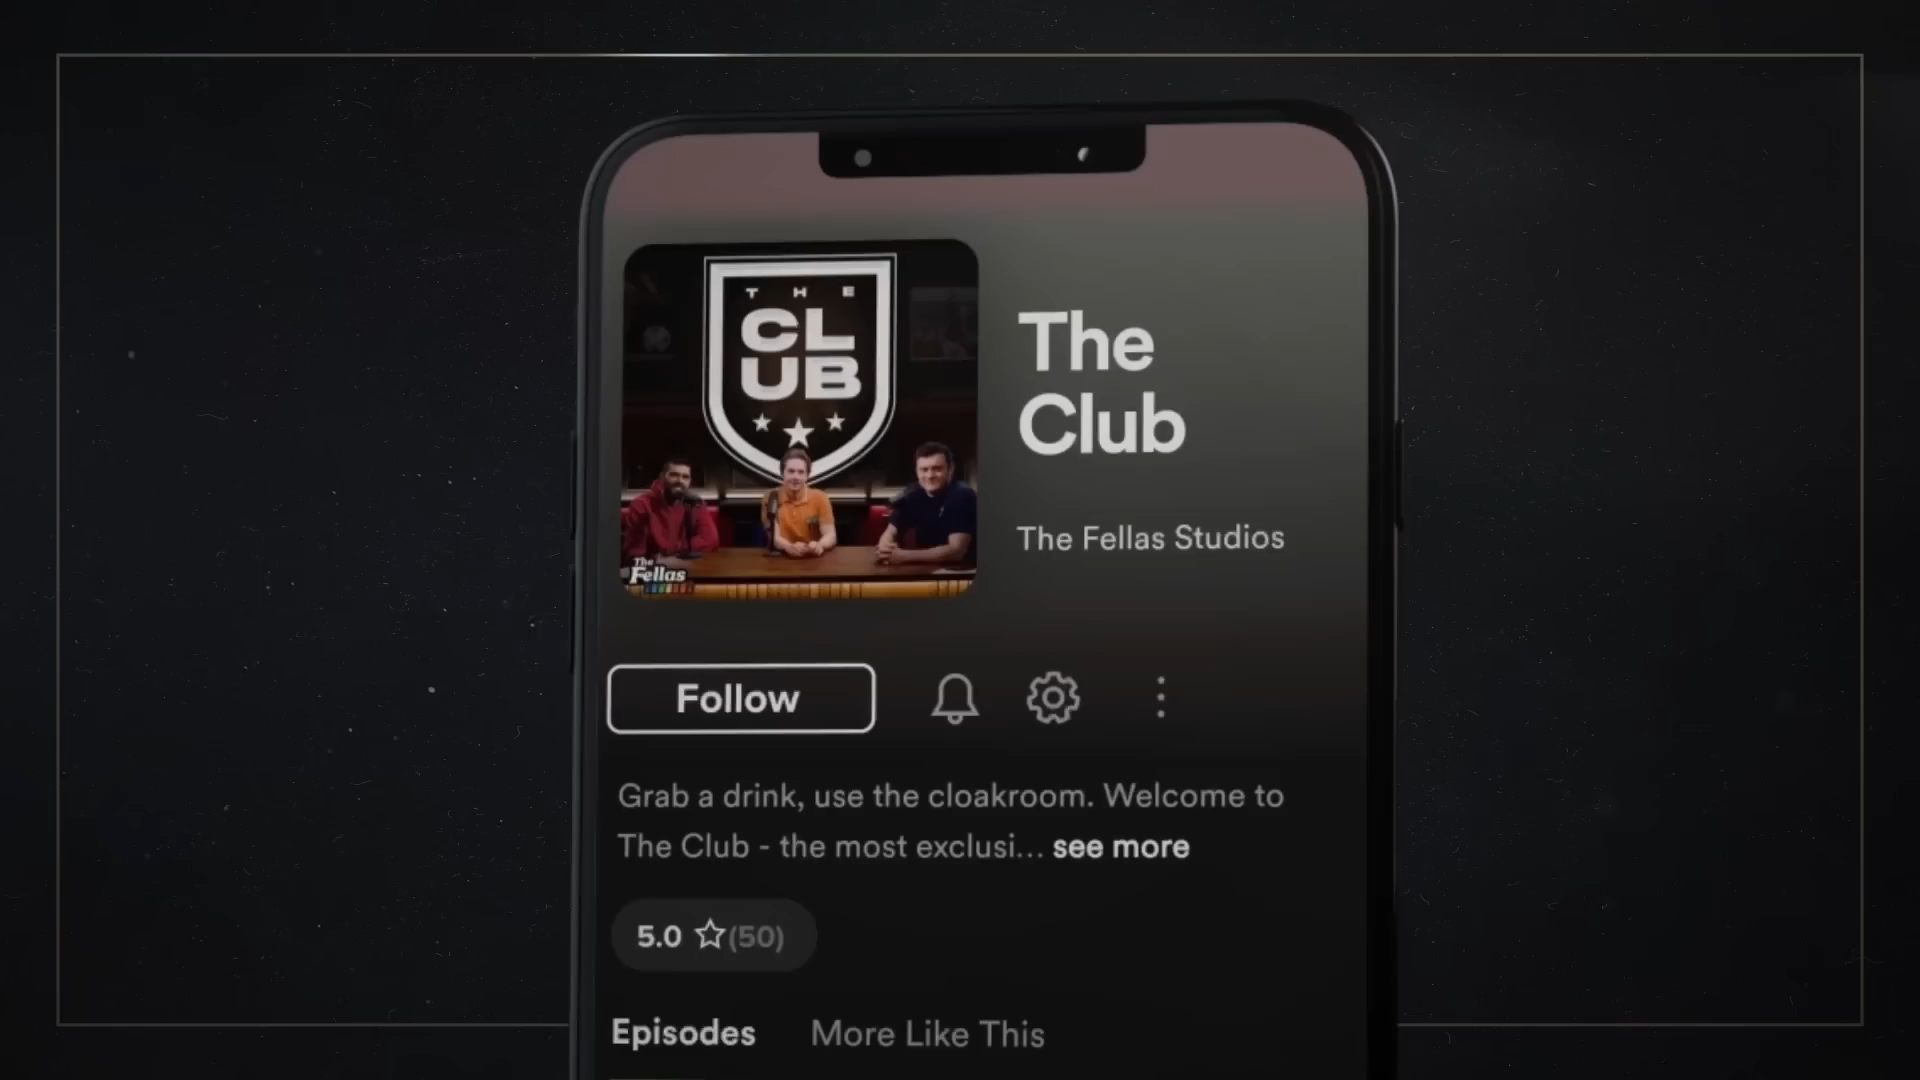 THE
CL
UB
The
Fellas
The
Club
The Fellas Studios
Follow
Grab a drink, use the cloakroom. Welcome to
The Club - the most exclusi... see more
5.0 (50)
Episodes More Like This